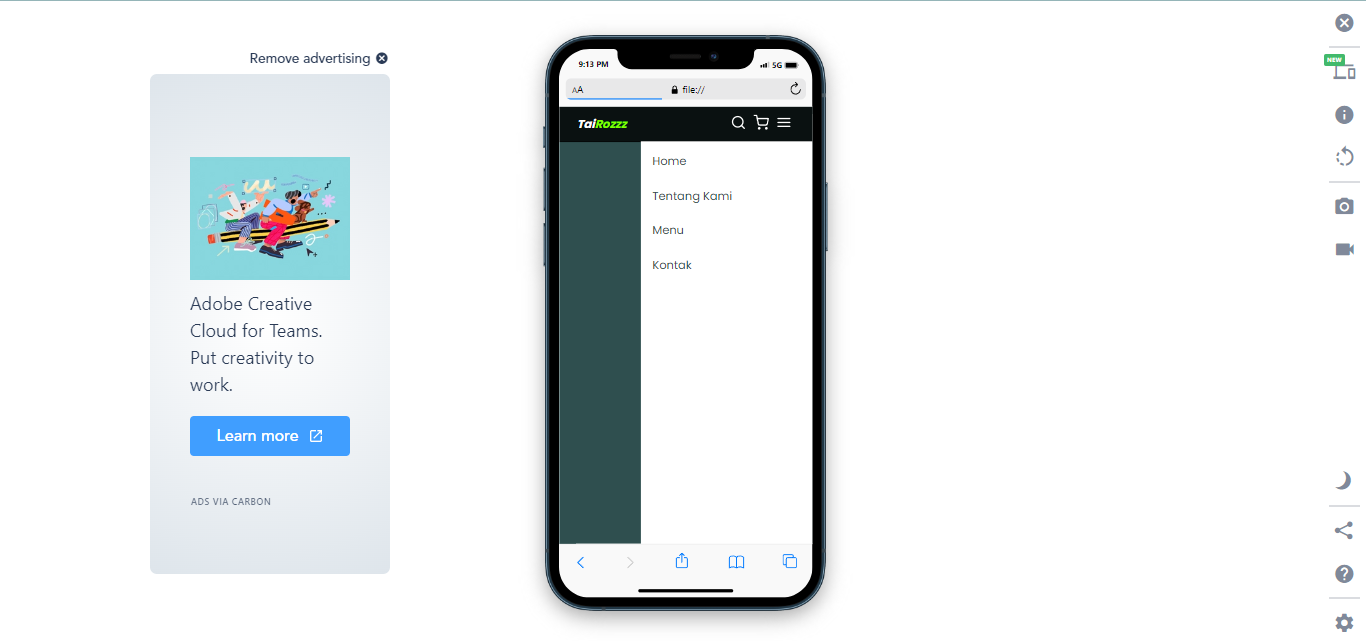 Remove advertising
Adobe Creative
Cloud for Teams.
Put creativity to
work.
Learn more
ADS VIA CARBON
9:13 PM
5G
AA
file://
TaiRozzz
Home
Tentang Kami
Menu
Kontak
NEW